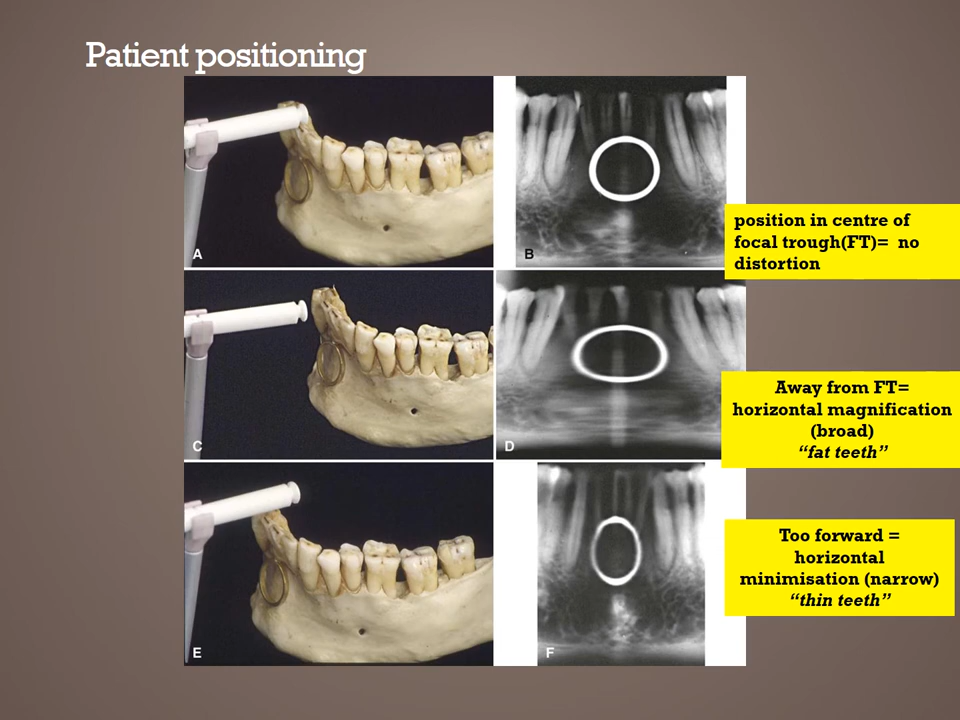 Patient positioning
A
B
position in centre of
focal trough(FT)=  no
distortion
C
D
Away from FT=
horizontal magnification
(broad)
“fat teeth”
E
F
Too forward =
horizontal
minimisation (narrow)
“thin teeth”